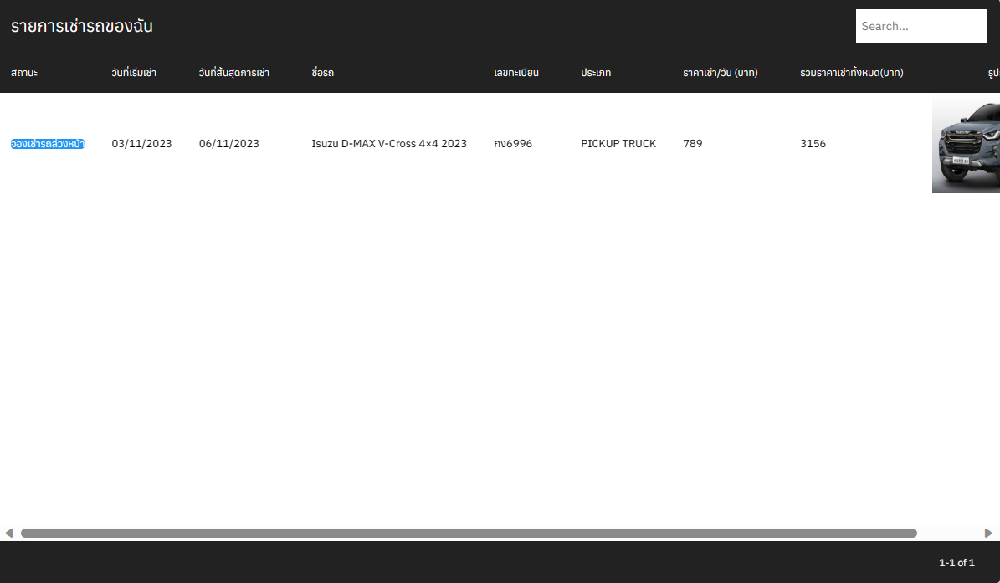 รายการเช่ารถของฉัน
Search...
สถานะ วันที่เริ่มเช่า วันที่สิ้นสุดการเช่า ชื่อรถ เลขทะเบียน ประเภท ราคาเช่า/วัน (บาท) รวมราคาเช่าทั้งหมด(บาท)
จองเช่ารถล่วงหน้า 03/11/2023 06/11/2023 Isuzu D-MAX V-Cross 4×4 2023 กง6996 PICKUP TRUCK 789 3156
1-1 of 1